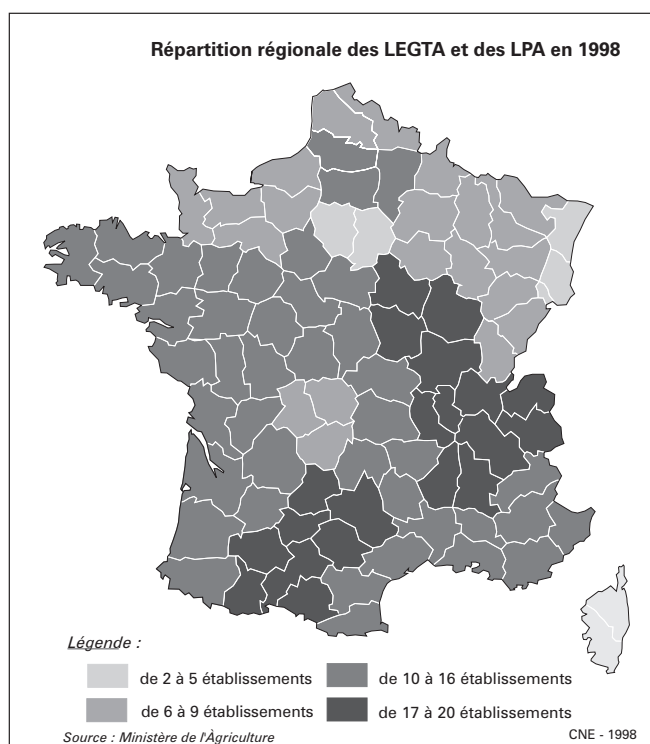 Répartition régionale des LEGTA et des LPA en 1998
Légende :
de 2 à 5 établissements
de 10 à 16 établissements
de 6 à 9 établissements
de 17 à 20 établissements
Source : Ministère de l'Àgriculture
CNE - 1998